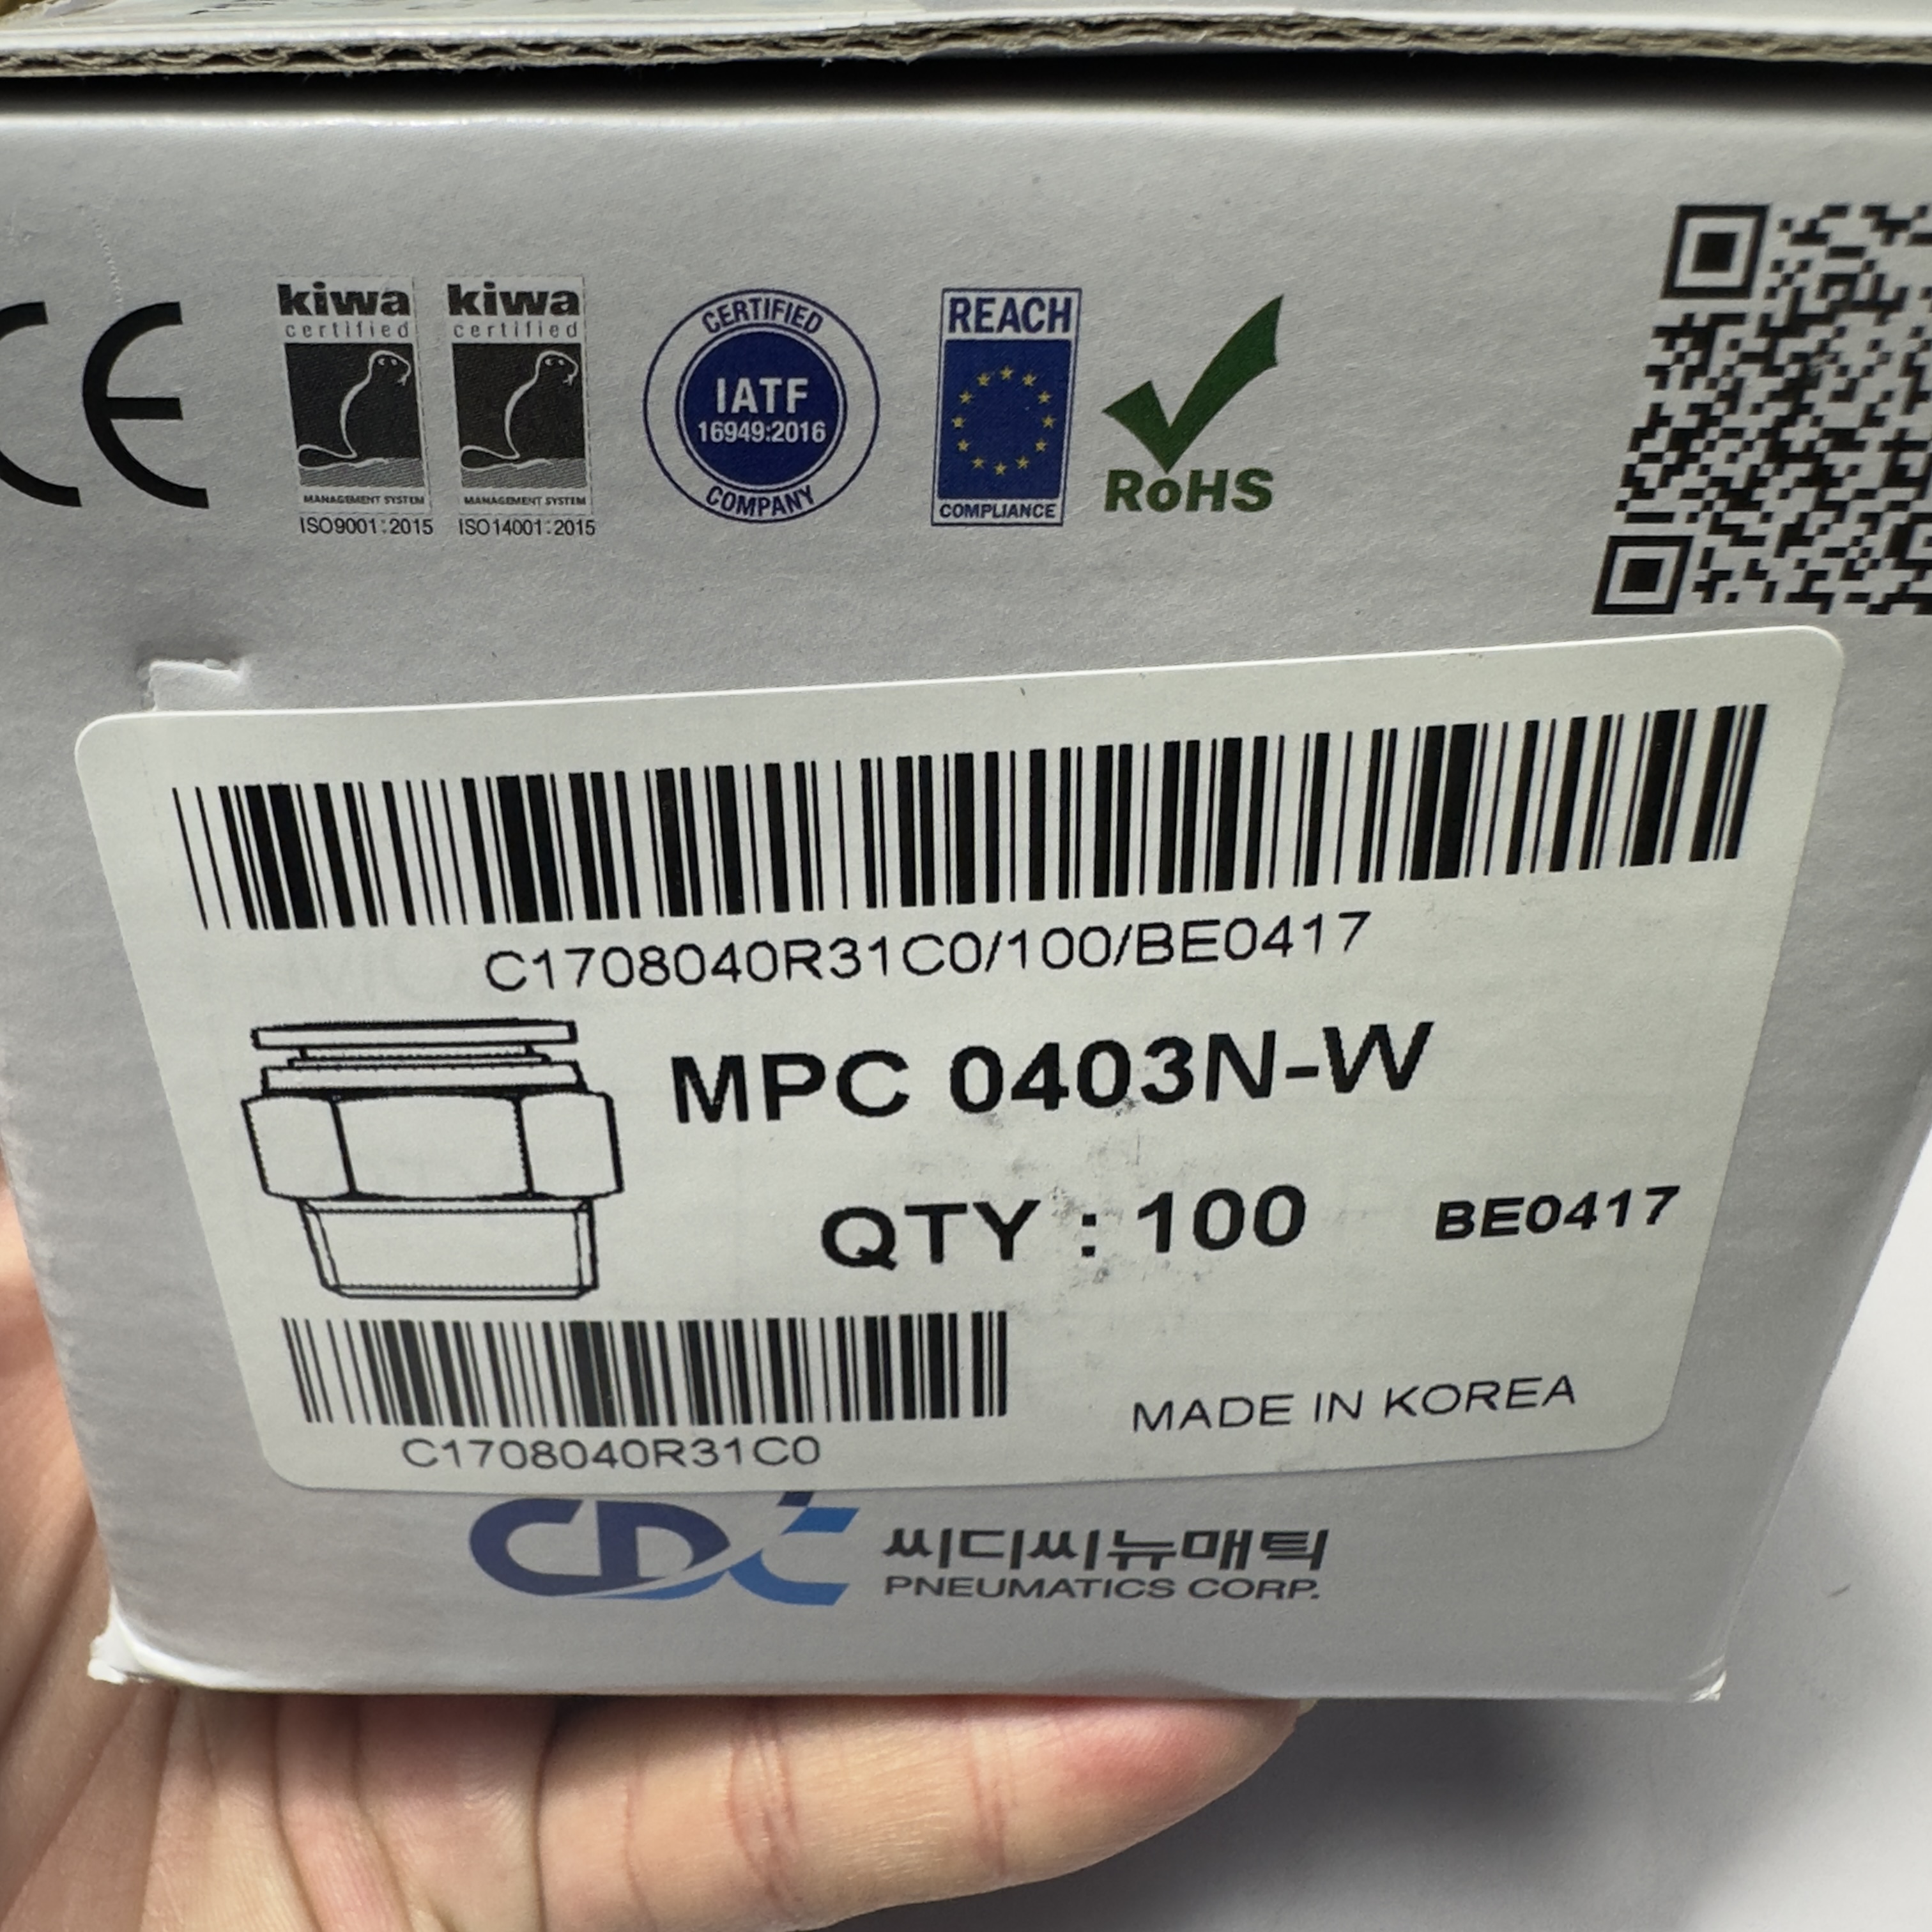 CE
kiwa
certified
MANAGEMENT SYSTEM
ISO9001:2015
kiwa
certified
MANAGEMENT SYSTEM
ISO14001:2015
CERTIFIED
IATF
16949:2016
COMPANY
REACH
COMPLIANCE
RoHS
C1708040R31C0/100/BE0417
MPC 0403N-W
QTY : 100 BE0417
C1708040R31C0
MADE IN KOREA
CDC 씨디씨뉴매틱
PNEUMATICS CORP.